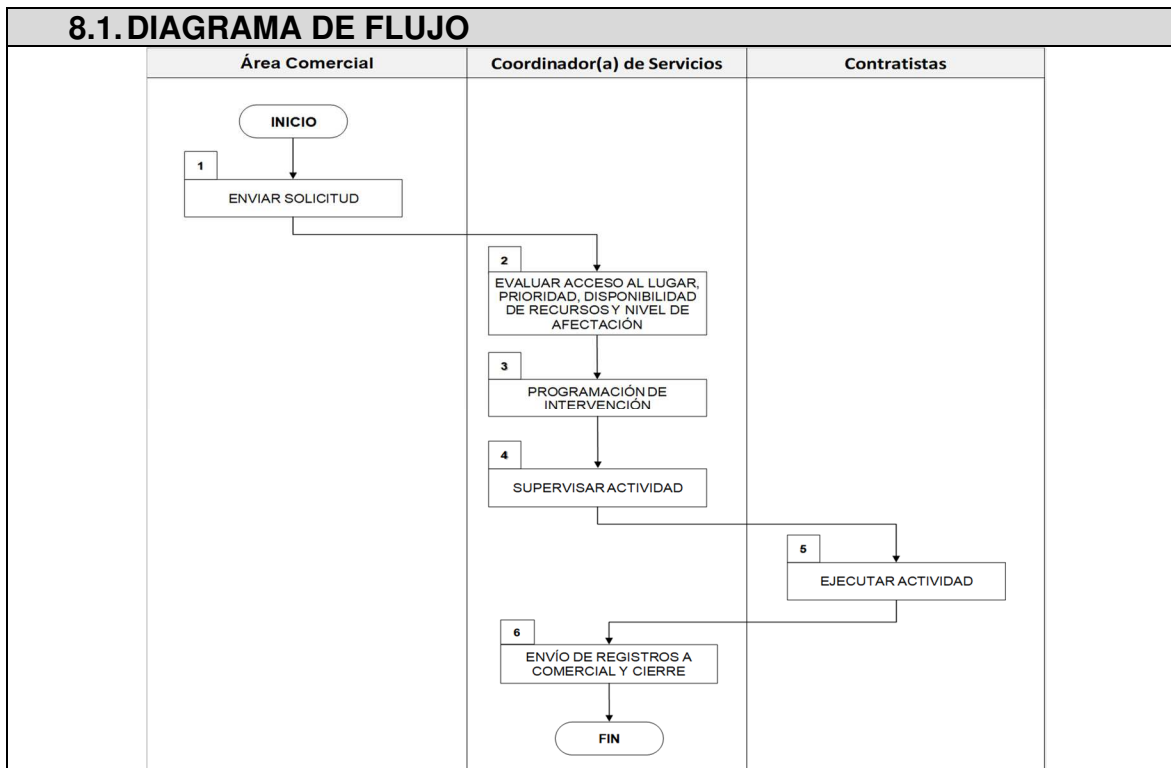 8.1. DIAGRAMA DE FLUJO
Área Comercial
Coordinador(a) de Servicios
Contratistas
INICIO
1
ENVIAR SOLICITUD
2
EVALUAR ACCESO AL LUGAR,
PRIORIDAD, DISPONIBILIDAD
DE RECURSOS Y NIVEL DE
AFECTACIÓN
3
PROGRAMACIÓN DE
INTERVENCIÓN
4
SUPERVISAR ACTIVIDAD
5
EJECUTAR ACTIVIDAD
6
ENVÍO DE REGISTROS A
COMERCIAL Y CIERRE
FIN